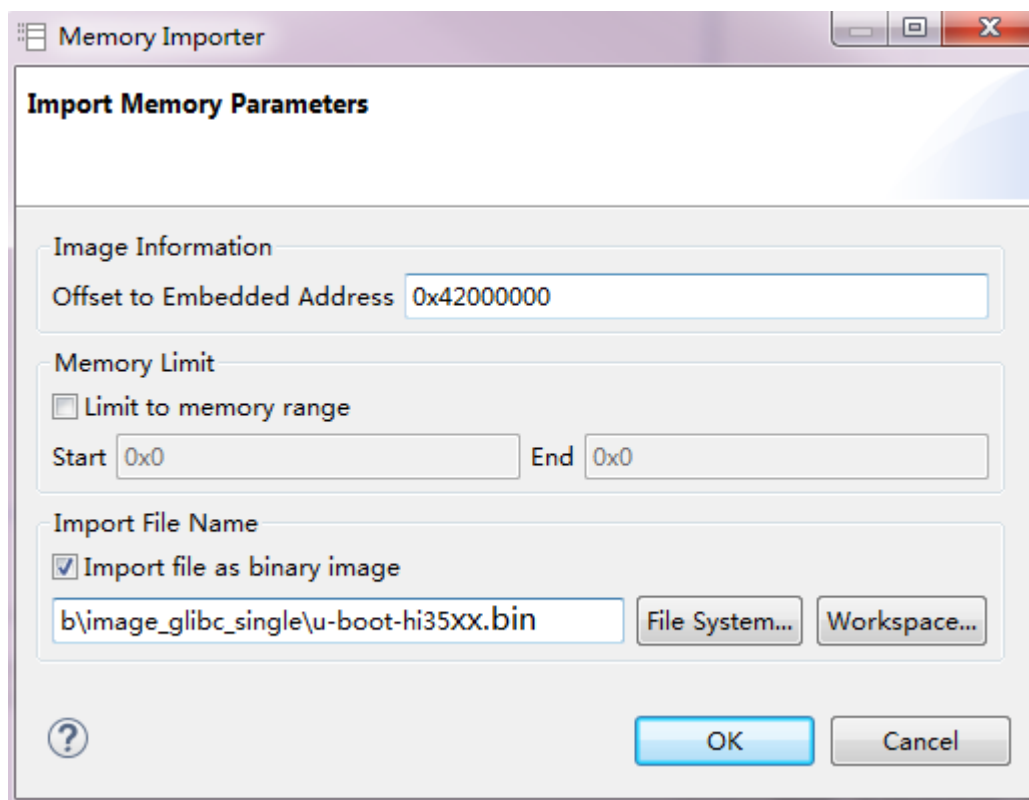 Memory Importer
Import Memory Parameters
Image Information
Offset to Embedded Address 0x42000000
Memory Limit
Limit to memory range
Start 0x0 End 0x0
Import File Name
Import file as binary image
b\image_glibc_single\u-boot-hi35xx.bin File System... Workspace...
? OK Cancel